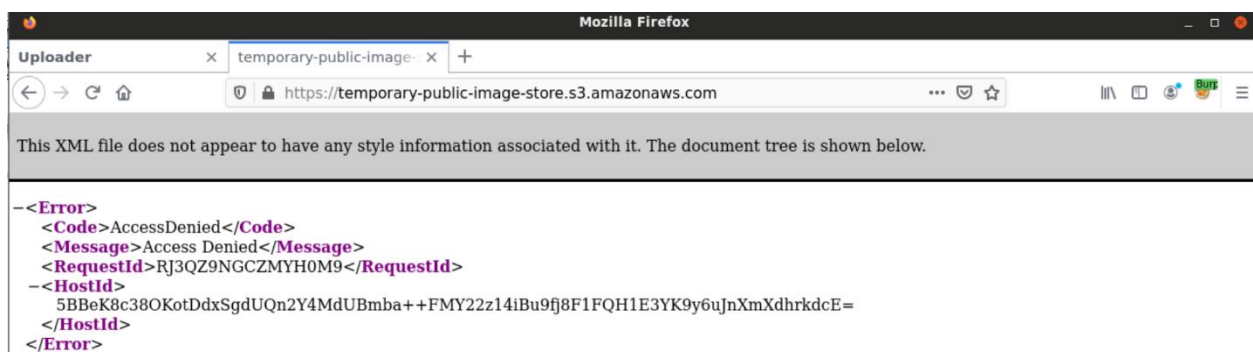 Mozilla Firefox
Uploader
temporary-public-image-
https://temporary-public-image-store.s3.amazonaws.com
Burp
This XML file does not appear to have any style information associated with it. The document tree is shown below.
−<Error>
<Code>AccessDenied</Code>
<Message>Access Denied</Message>
<RequestId>RJ3QZ9NGCZMYH0M9</RequestId>
−<HostId>
5BBeK8c38OKotDdxSgdUQn2Y4MdUBmba++FMY22z14iBu9fj8F1FQH1E3YK9y6uJnXmXdhrkdcE=
</HostId>
</Error>